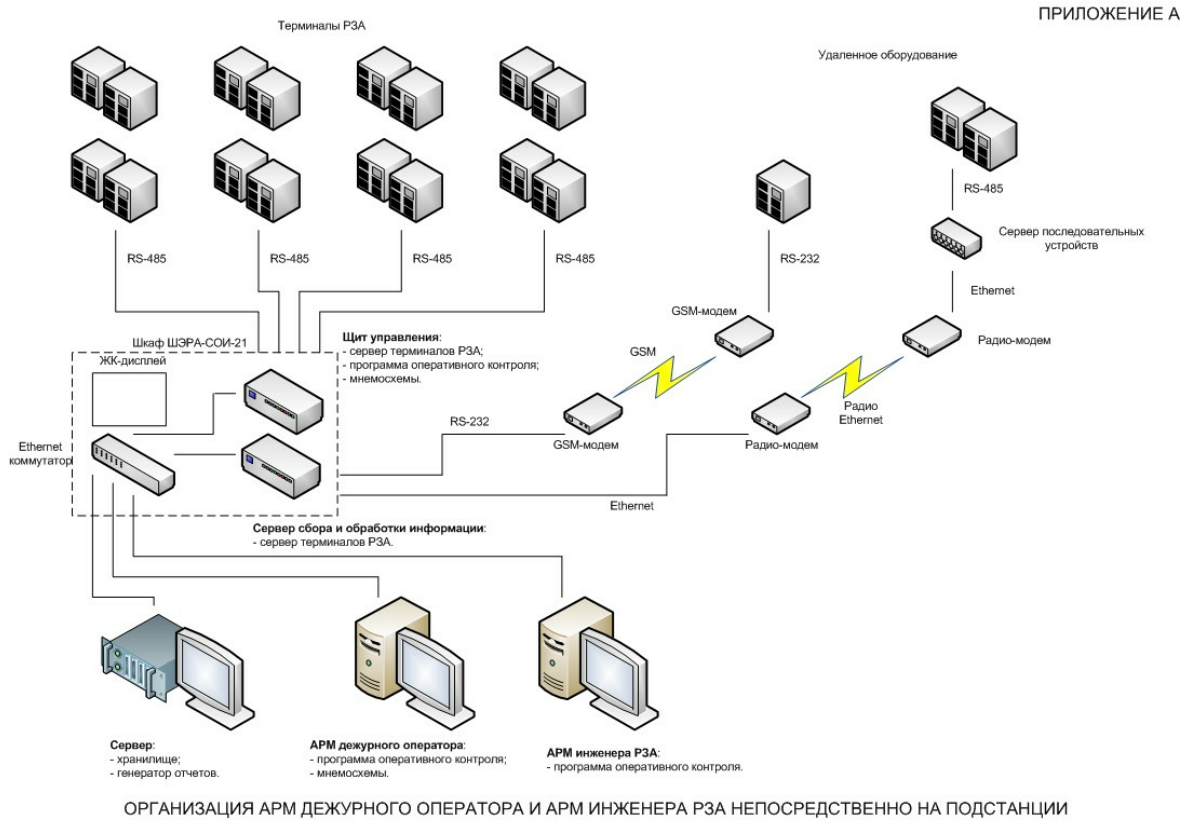 ПРИЛОЖЕНИЕ А
Терминалы РЗА
Удаленное оборудование
RS-485
Сервер последовательных
устройств
RS-485
RS-485
RS-485
RS-485
RS-232
Ethernet
GSM-модем
Радио-модем
Шкаф ШЭРА-СОИ-21
ЖК-дисплей
Щит управления:
- сервер терминалов РЗА;
- программа оперативного контроля;
- мнемосхемы.
GSM
Радио
Ethernet
RS-232
GSM-модем
Радио-модем
Ethernet
коммутатор
Ethernet
Сервер сбора и обработки информации:
- сервер терминалов РЗА.
Сервер:
- хранилище;
- генератор отчетов.
АРМ дежурного оператора:
- программа оперативного контроля;
- мнемосхемы.
АРМ инженера РЗА:
- программа оперативного контроля.
ОРГАНИЗАЦИЯ АРМ ДЕЖУРНОГО ОПЕРАТОРА И АРМ ИНЖЕНЕРА РЗА НЕПОСРЕДСТВЕННО НА ПОДСТАНЦИИ